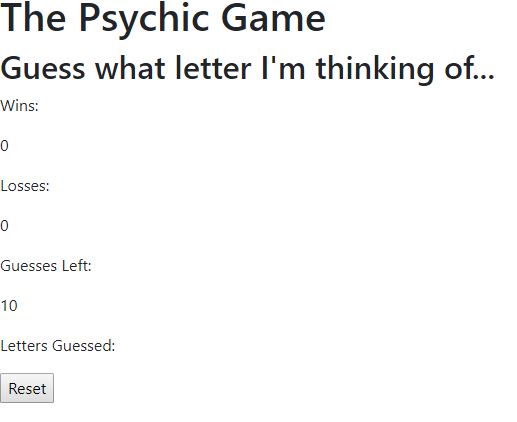 The Psychic Game
Guess what letter I'm thinking of...
Wins:
0
Losses:
0
Guesses Left:
10
Letters Guessed:
Reset